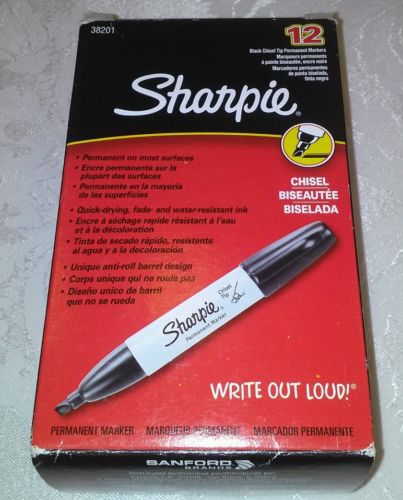 38201
12
Black Chisel Tip Permanent Markers
Marqueurs permanents
à pointe biseautée, encre noire
Marcadores permanentes
de punta biselada,
tinta negra
Sharpie®
CHISEL
BISEAUTÉE
BISELADA
• Permanent on most surfaces
• Encre permanente sur la
plupart des surfaces
• Permanente en la mayoría
de las superficies
• Quick-drying, fade- and water-resistant ink
• Encre à séchage rapide résistant à l'eau
et à la décoloration
• Tinta de secado rápido, resistente
al agua y a la decoloración
• Unique anti-roll barrel design
• Corps unique qui ne roule pas
• Diseño unico de barril
que no se rueda
Sharpie®
Permanent Marker
Chisel
Tip
WRITE OUT LOUD!®
PERMANENT MARKER MARQUEUR PERMANENT MARCADOR PERMANENTE
SANFORD
BRANDS